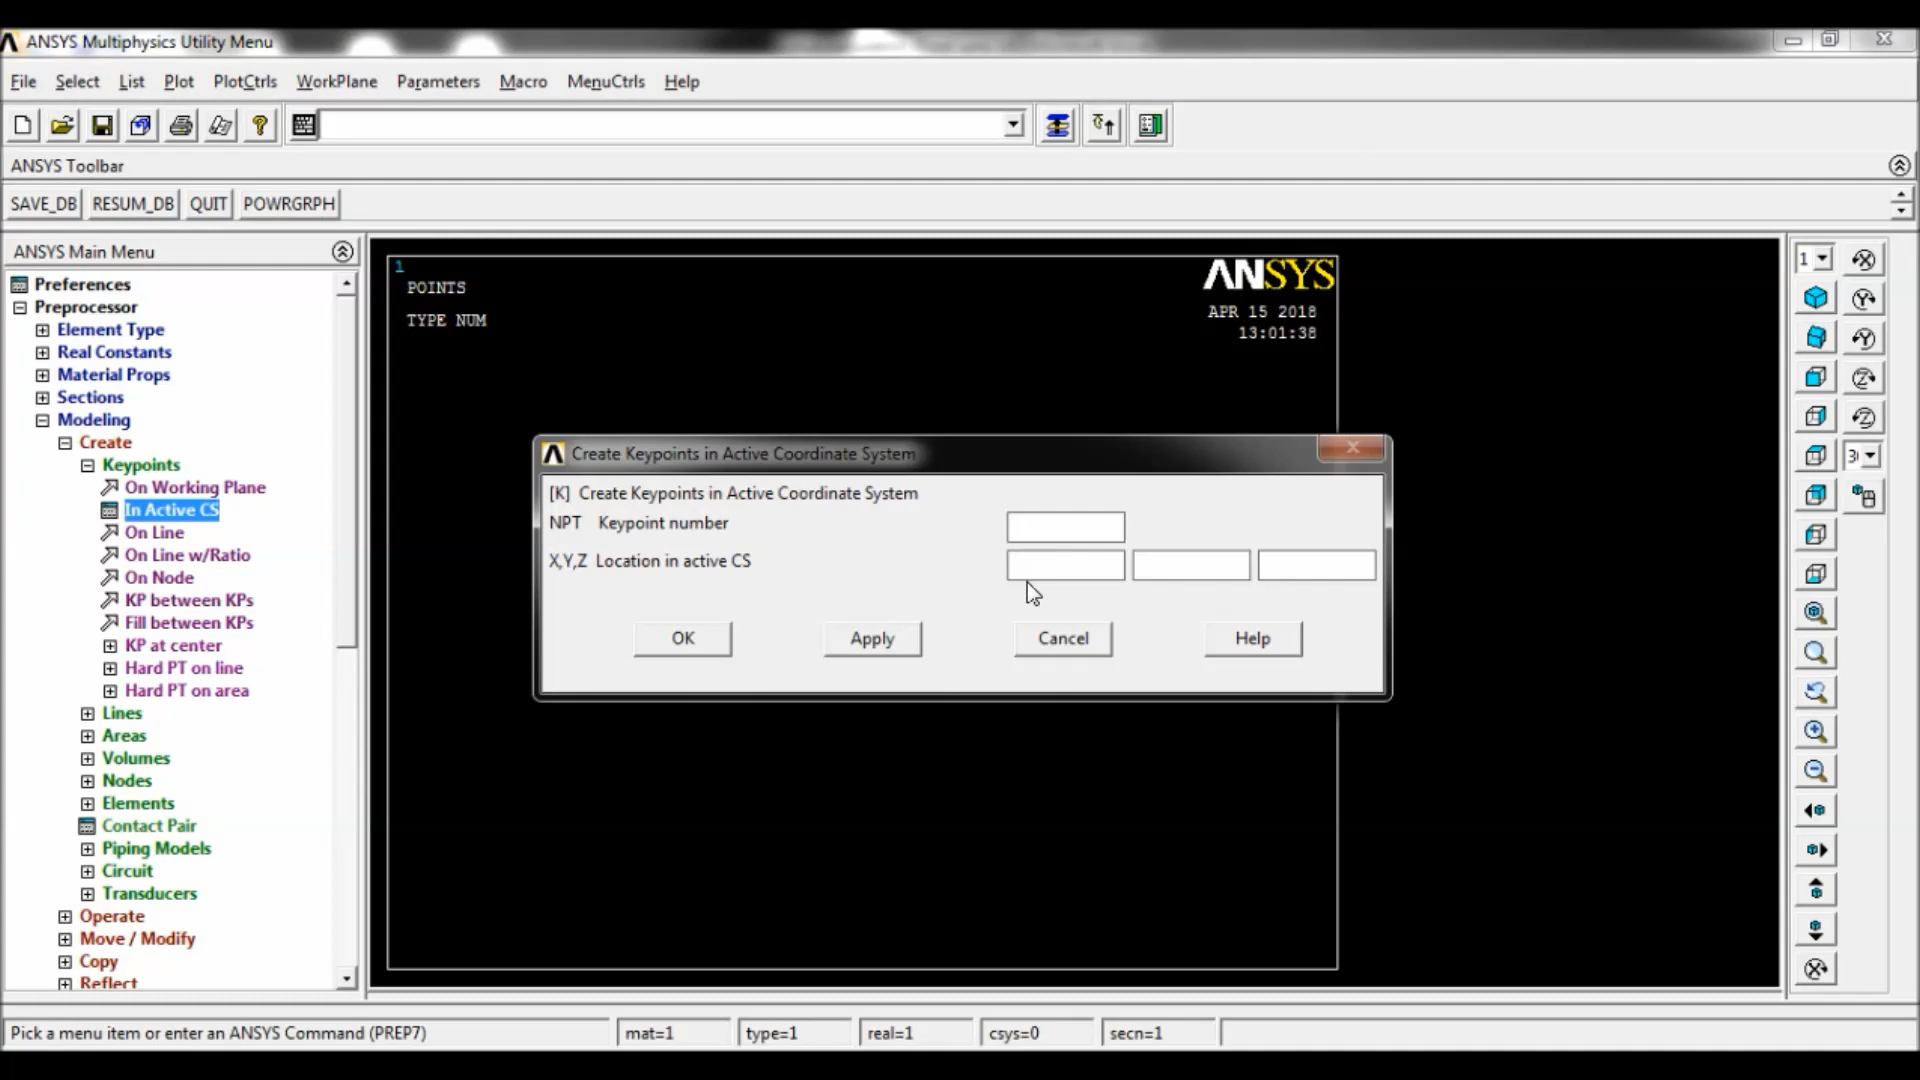 ANSYS Multiphysics Utility Menu
File Select List Plot PlotCtrls WorkPlane Parameters Macro MenuCtrls Help
ANSYS Toolbar
SAVE_DB RESUM_DB QUIT POWRGRPH
ANSYS Main Menu
Preferences
Preprocessor
Element Type
Real Constants
Material Props
Sections
Modeling
Create
Keypoints
On Working Plane
In Active CS
On Line
On Line w/Ratio
On Node
KP between KPs
Fill between KPs
KP at center
Hard PT on line
Hard PT on area
Lines
Areas
Volumes
Nodes
Elements
Contact Pair
Piping Models
Circuit
Transducers
Operate
Move / Modify
Copy
Reflect
1
POINTS
TYPE NUM
ANSYS
APR 15 2018
13:01:38
Create Keypoints in Active Coordinate System
[K] Create Keypoints in Active Coordinate System
NPT Keypoint number
X,Y,Z Location in active CS
OK Apply Cancel Help
1
X
Y
Y
Z
Z
Pick a menu item or enter an ANSYS Command (PREP7) mat=1 type=1 real=1 csys=0 secn=1